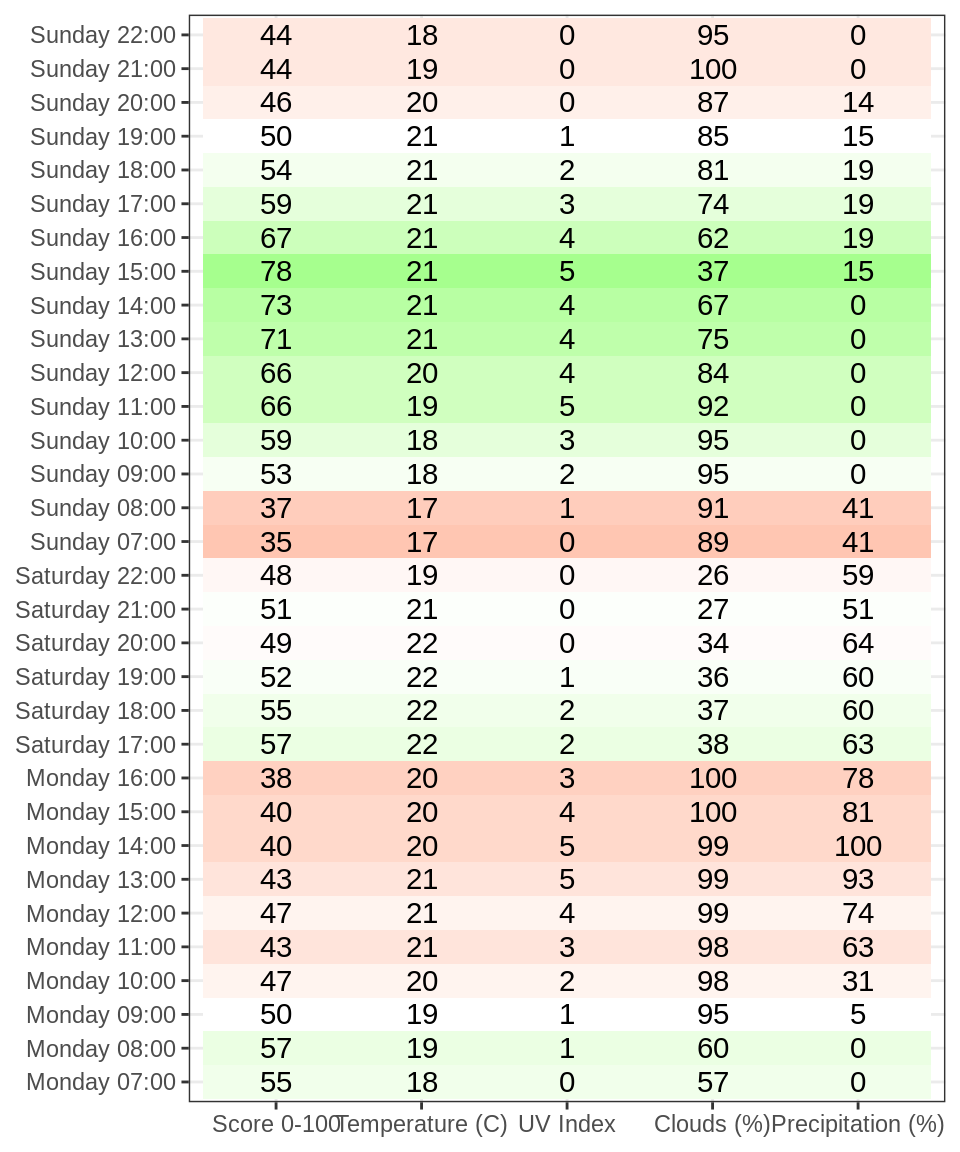 Sunday 22:00 44 18 0 95 0
Sunday 21:00 44 19 0 100 0
Sunday 20:00 46 20 0 87 14
Sunday 19:00 50 21 1 85 15
Sunday 18:00 54 21 2 81 19
Sunday 17:00 59 21 3 74 19
Sunday 16:00 67 21 4 62 19
Sunday 15:00 78 21 5 37 15
Sunday 14:00 73 21 4 67 0
Sunday 13:00 71 21 4 75 0
Sunday 12:00 66 20 4 84 0
Sunday 11:00 66 19 5 92 0
Sunday 10:00 59 18 3 95 0
Sunday 09:00 53 18 2 95 0
Sunday 08:00 37 17 1 91 41
Sunday 07:00 35 17 0 89 41
Saturday 22:00 48 19 0 26 59
Saturday 21:00 51 21 0 27 51
Saturday 20:00 49 22 0 34 64
Saturday 19:00 52 22 1 36 60
Saturday 18:00 55 22 2 37 60
Saturday 17:00 57 22 2 38 63
Monday 16:00 38 20 3 100 78
Monday 15:00 40 20 4 100 81
Monday 14:00 40 20 5 99 100
Monday 13:00 43 21 5 99 93
Monday 12:00 47 21 4 99 74
Monday 11:00 43 21 3 98 63
Monday 10:00 47 20 2 98 31
Monday 09:00 50 19 1 95 5
Monday 08:00 57 19 1 60 0
Monday 07:00 55 18 0 57 0
Score 0-100 Temperature (C) UV Index Clouds (%) Precipitation (%)